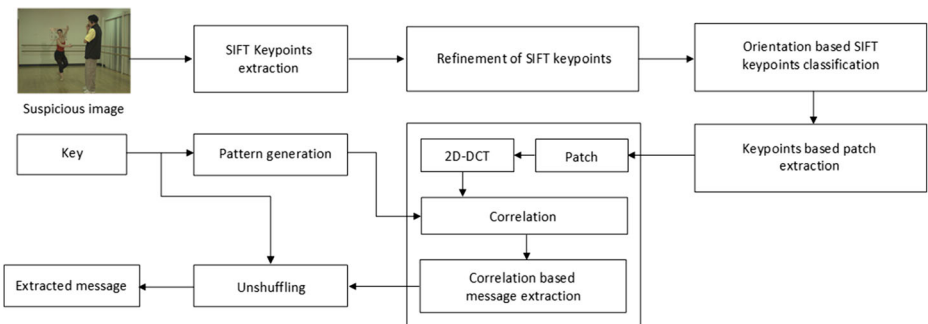 SIFT Keypoints
extraction
Refinement of SIFT keypoints
Orientation based SIFT
keypoints classification
Suspicious image
Key
Pattern generation
2D-DCT
Patch
Keypoints based patch
extraction
Correlation
Correlation based
message extraction
Unshuffling
Extracted message